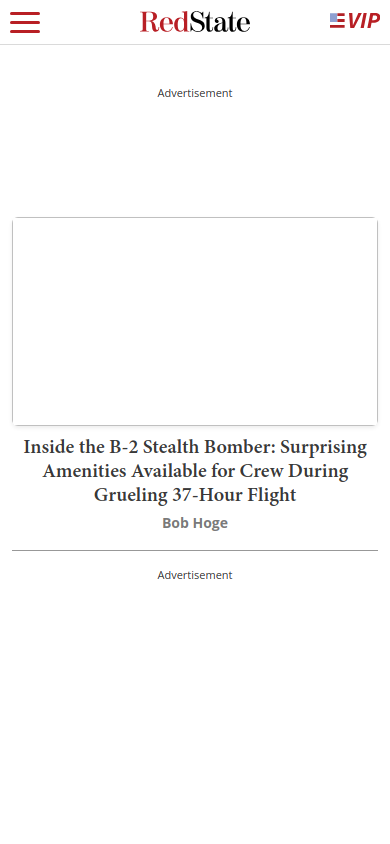 RedState
VIP
Advertisement
Inside the B-2 Stealth Bomber: Surprising
Amenities Available for Crew During
Grueling 37-Hour Flight
Bob Hoge
Advertisement